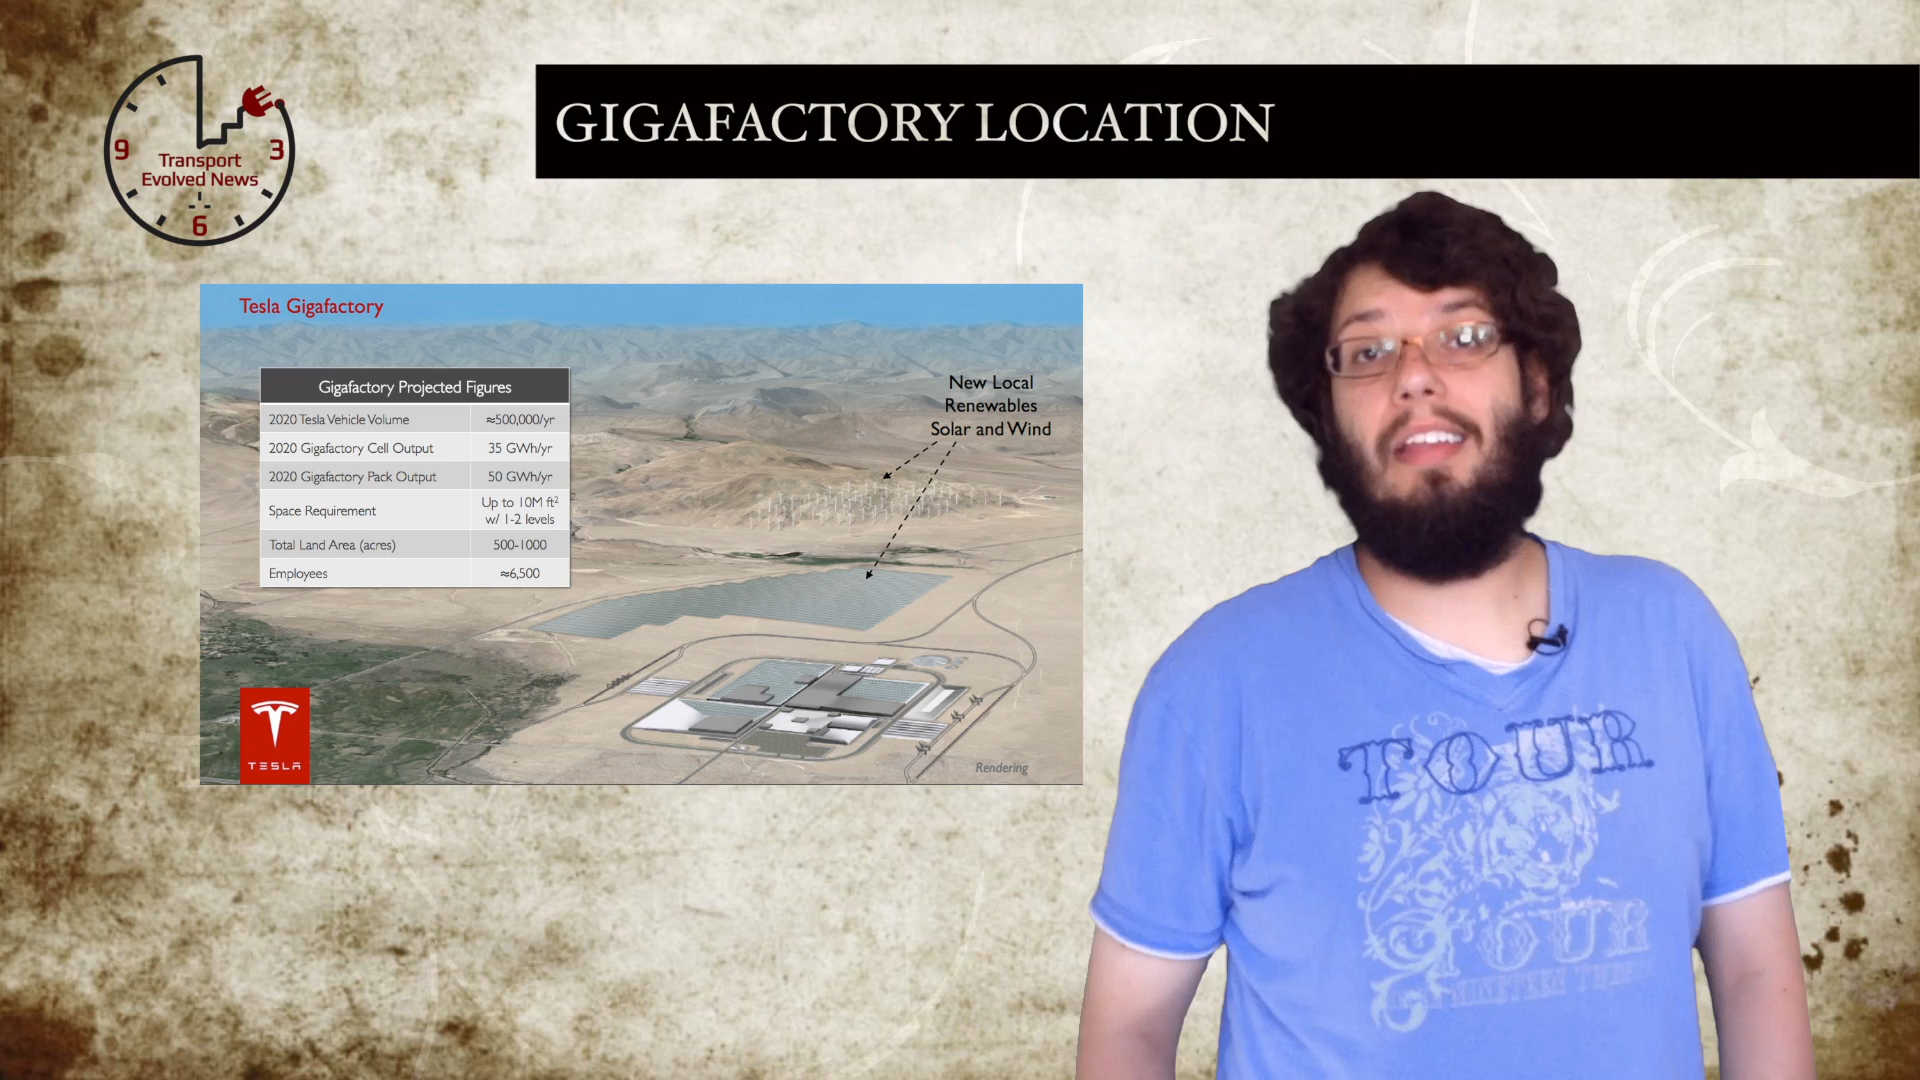 GIGAFACTORY LOCATION
9
3
Transport
Evolved News
6
Tesla Gigafactory
Gigafactory Projected Figures
2020 Tesla Vehicle Volume ≈500,000/yr
2020 Gigafactory Cell Output 35 GWh/yr
2020 Gigafactory Pack Output 50 GWh/yr
Space Requirement Up to 10M ft²
w/ 1-2 levels
Total Land Area (acres) 500-1000
Employees ≈6,500
New Local
Renewables
Solar and Wind
TESLA
Rendering
TOUR
TOUR
NINETEEN